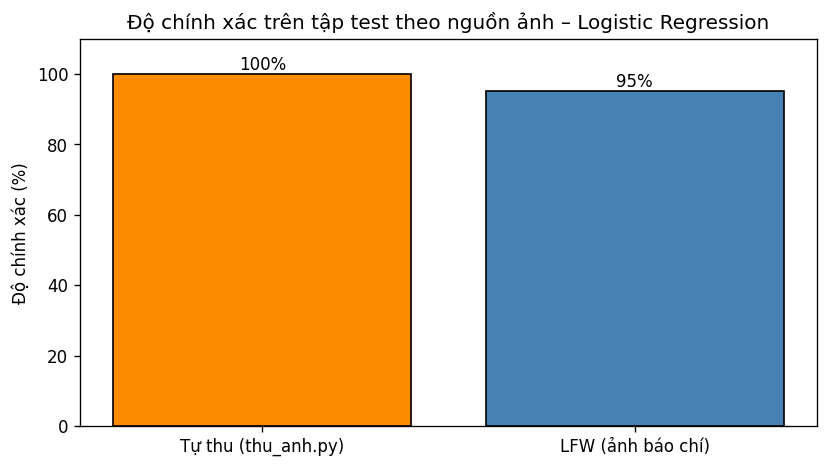 Độ chính xác trên tập test theo nguồn ảnh – Logistic Regression
100%
95%
Độ chính xác (%)
100
80
60
40
20
0
Tự thu (thu_anh.py)
LFW (ảnh báo chí)